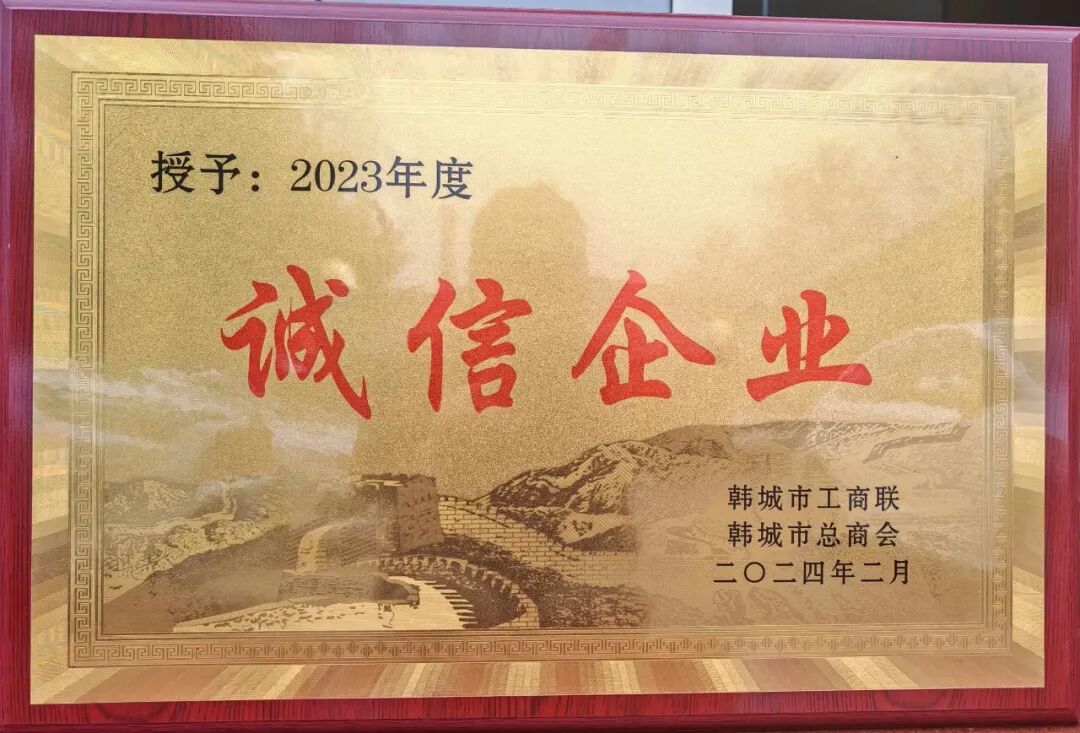 授予：2023年度
诚信企业
韩城市工商联
韩城市总商会
二〇二四年二月